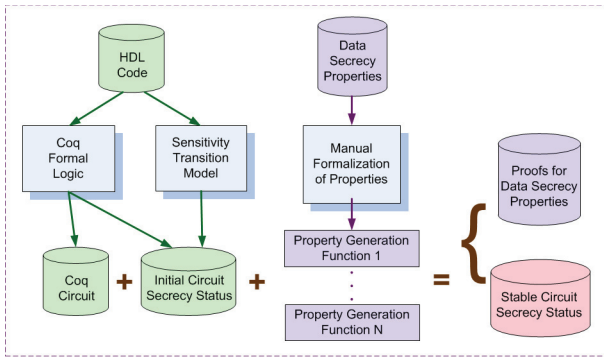 HDL
Code
Data
Secrecy
Properties
Coq
Formal
Logic
Sensitivity
Transition
Model
Manual
Formalization
of Properties
Proofs for
Data Secrecy
Properties
Property Generation
Function 1
Coq
Circuit
+
Initial Circuit
Secrecy Status
+
=
{
Stable Circuit
Secrecy Status
Property Generation
Function N